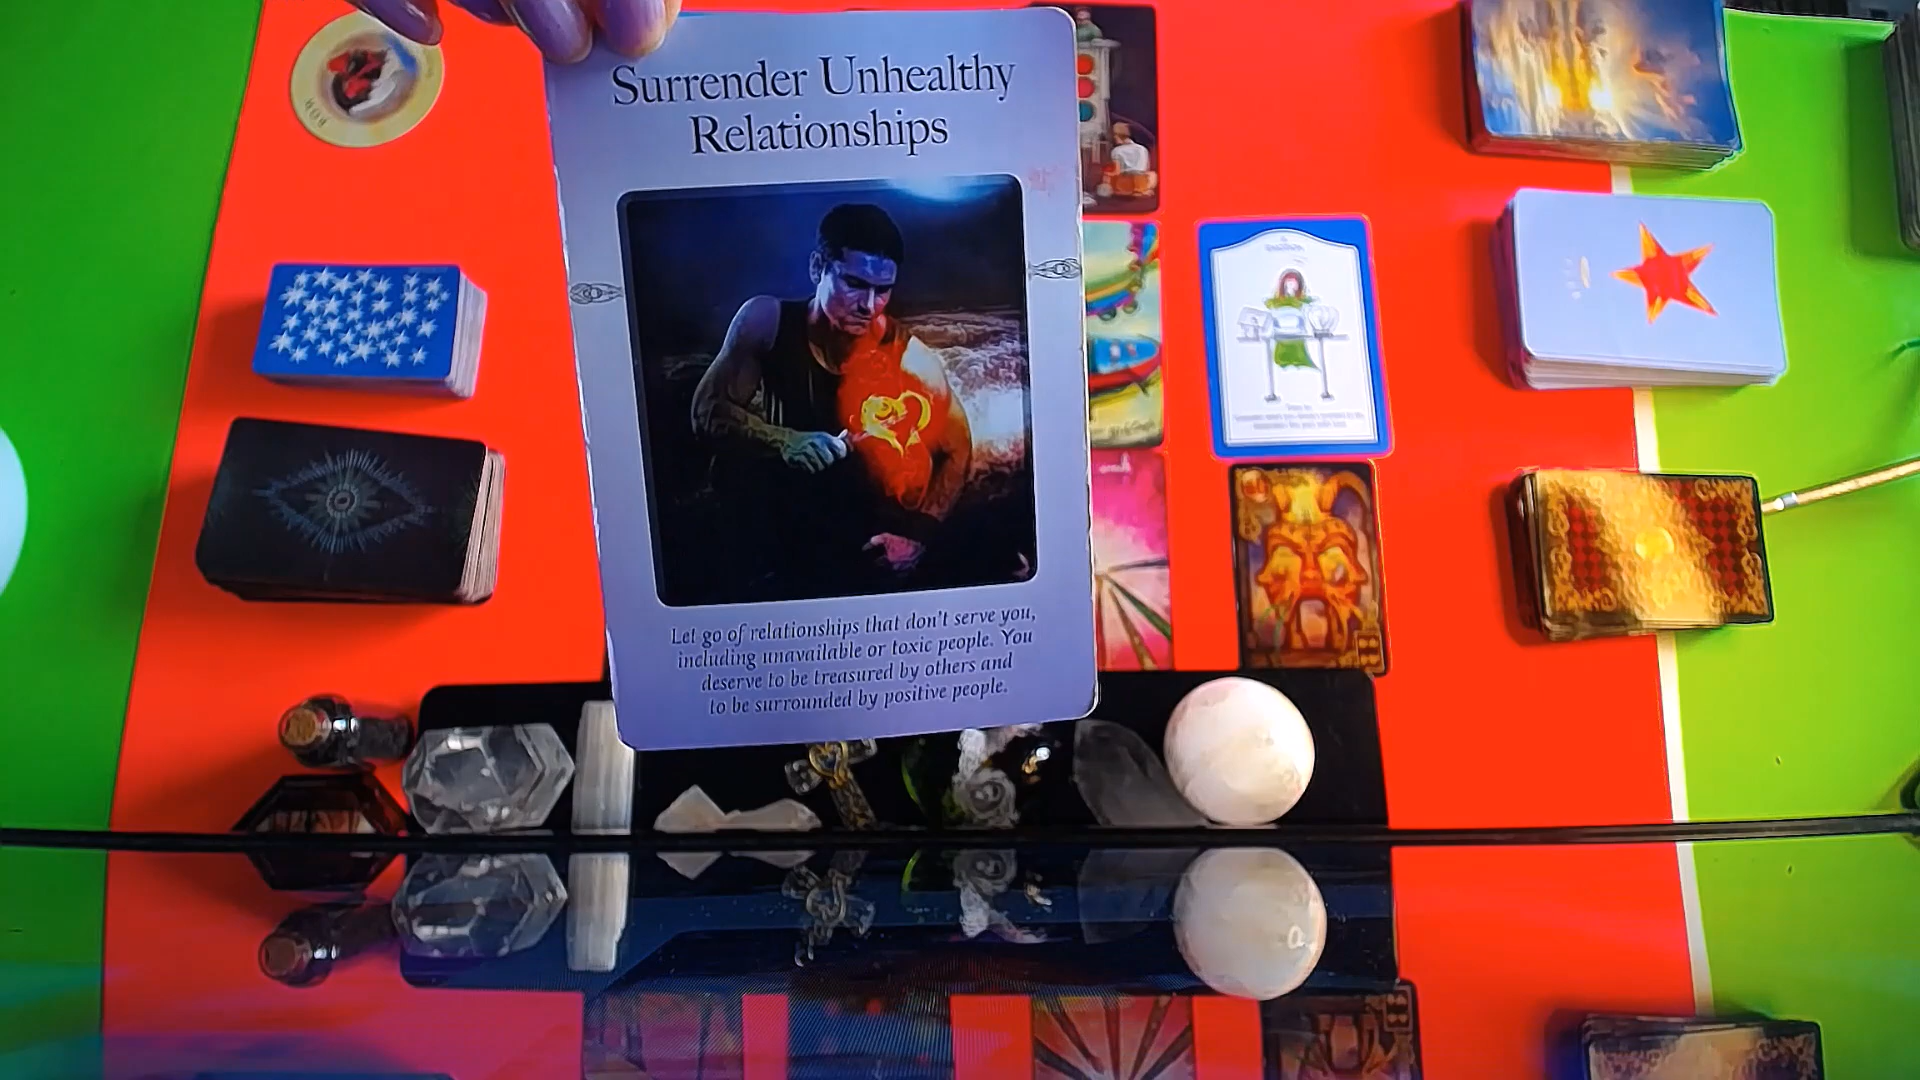 Surrender Unhealthy
Relationships
Let go of relationships that don't serve you,
including unavailable or toxic people. You
deserve to be treasured by others and
to be surrounded by positive people.